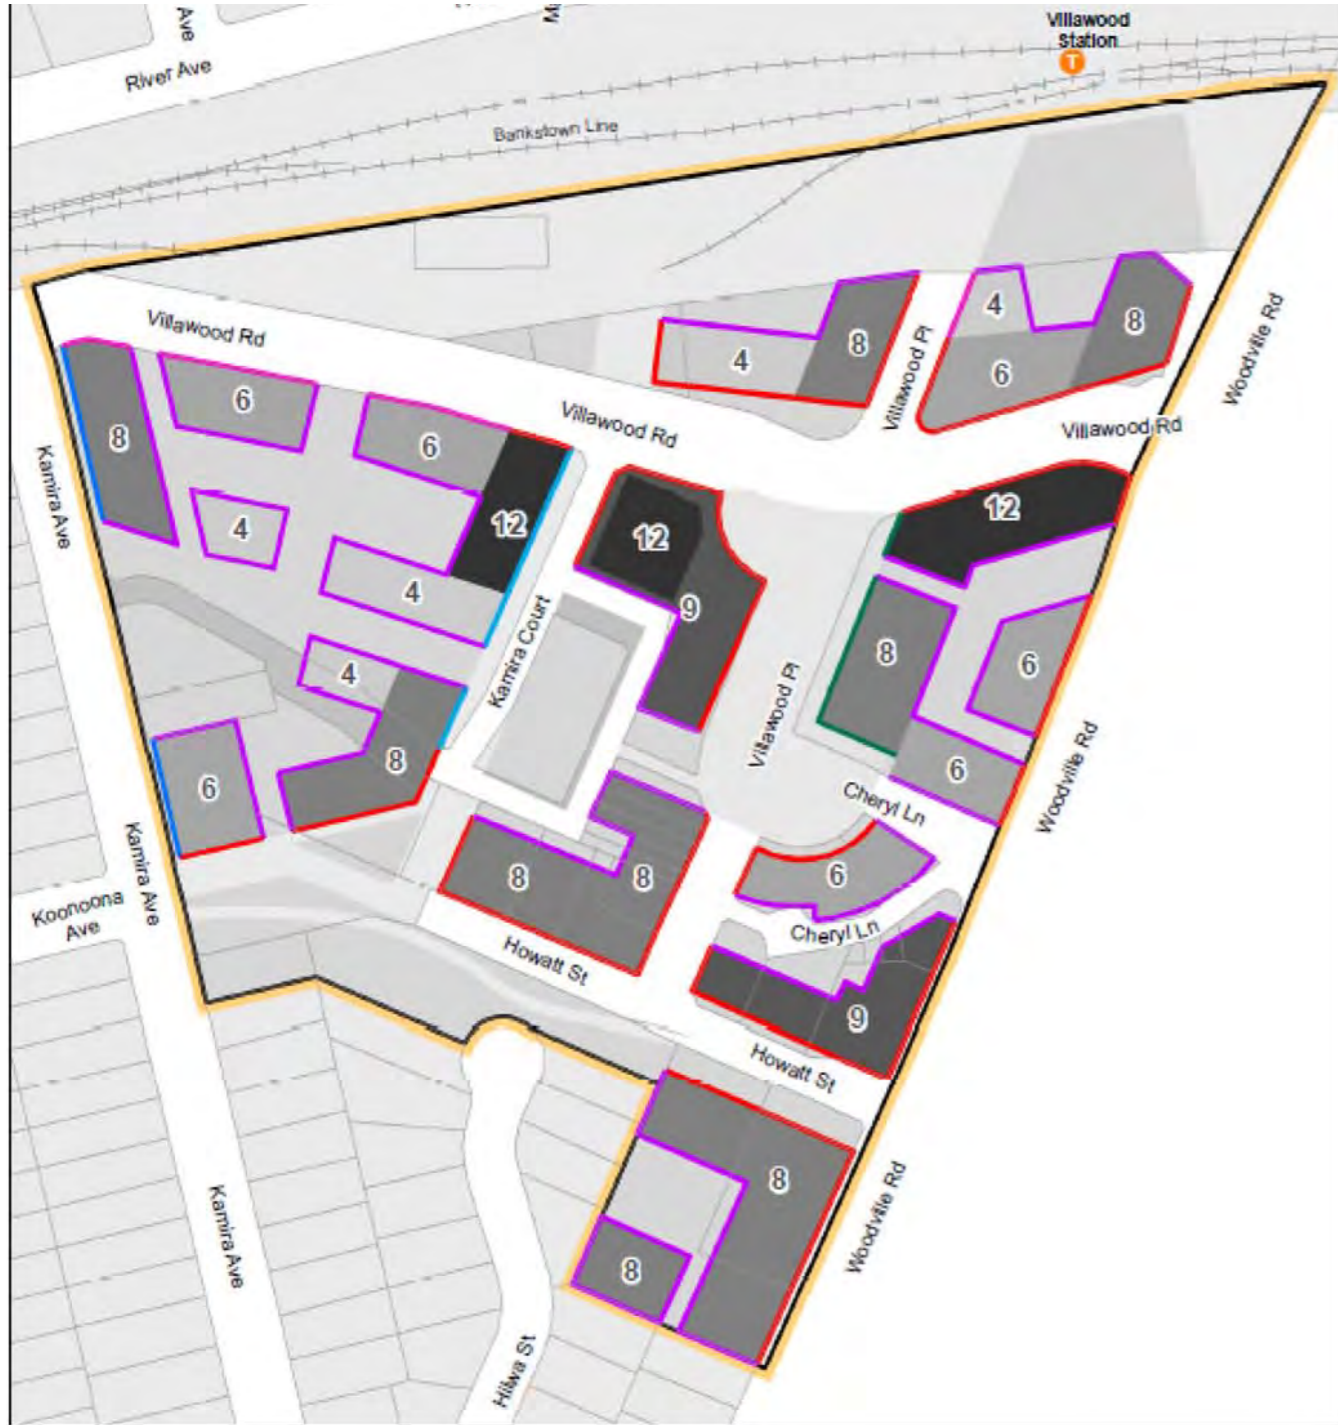 Villawood
Station
T
Ave
River Ave
Bankstown Line
Villawood Rd
4
8
4
8
6
Villawood Pl
Woodville Rd
6
8
6
Villawood Rd
Villawood Rd
Kamira Ave
4
12
12
12
4
9
8
6
Kamira Court
4
8
Villawood Pl
6
6
Cheryl Ln
Woodville Rd
Kamira Ave
8
8
6
Koonoona
Ave
Cheryl Ln
Howatt St
9
Howatt St
8
8
Kamira Ave
Woodville Rd
Hilwa St